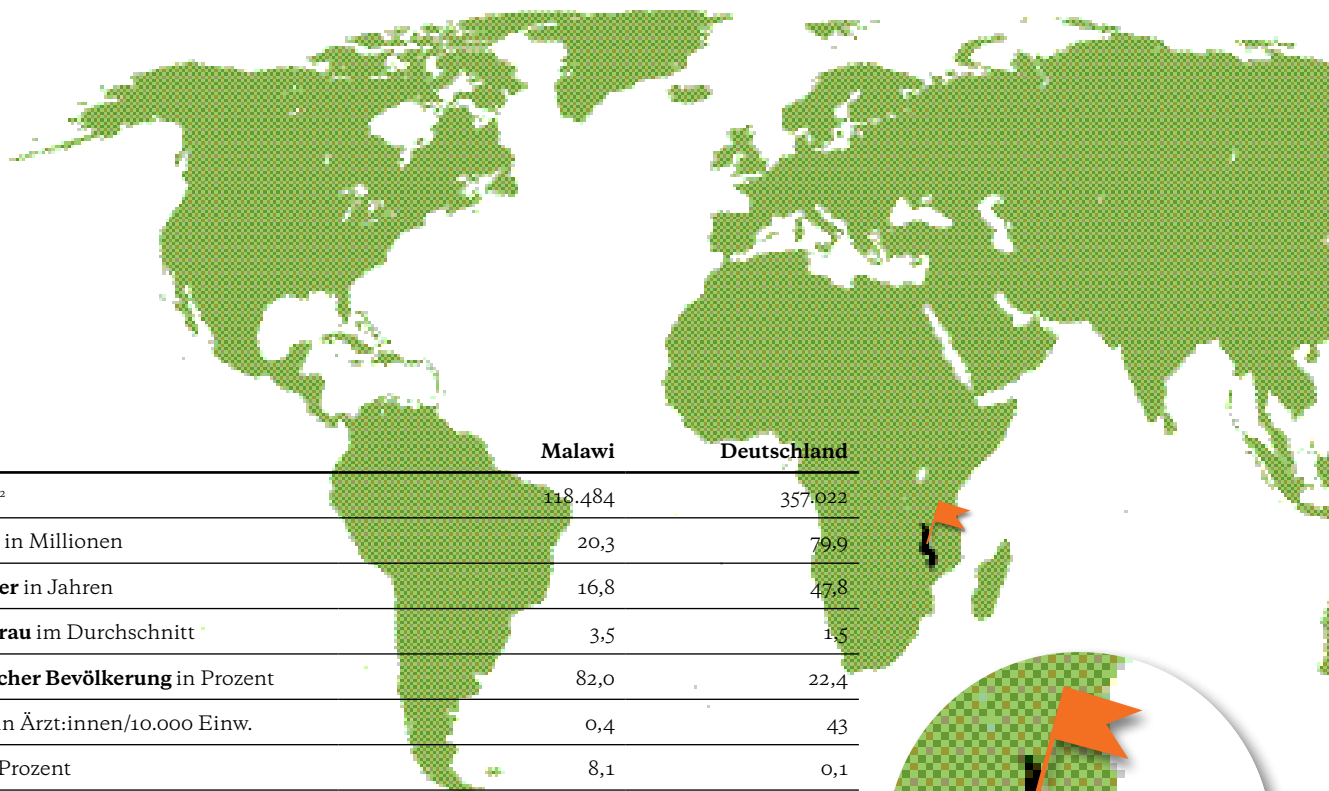 Malawi Deutschland
² 118.484 357.022
in Millionen 20,3 79,9
er in Jahren 16,8 47,8
rau im Durchschnitt 3,5 1,5
cher Bevölkerung in Prozent 82,0 22,4
in Ärzt:innen/10.000 Einw. 0,4 43
Prozent 8,1 0,1